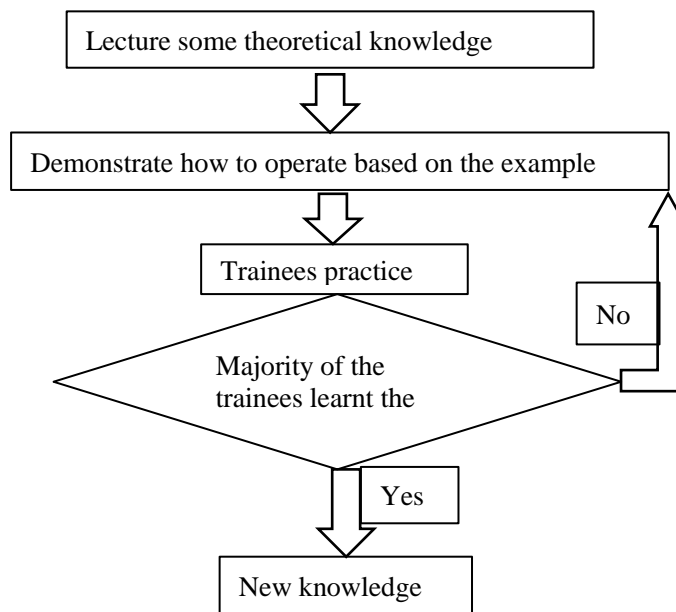 Lecture some theoretical knowledge
Demonstrate how to operate based on the example
Trainees practice
No
Majority of the
trainees learnt the
Yes
New knowledge